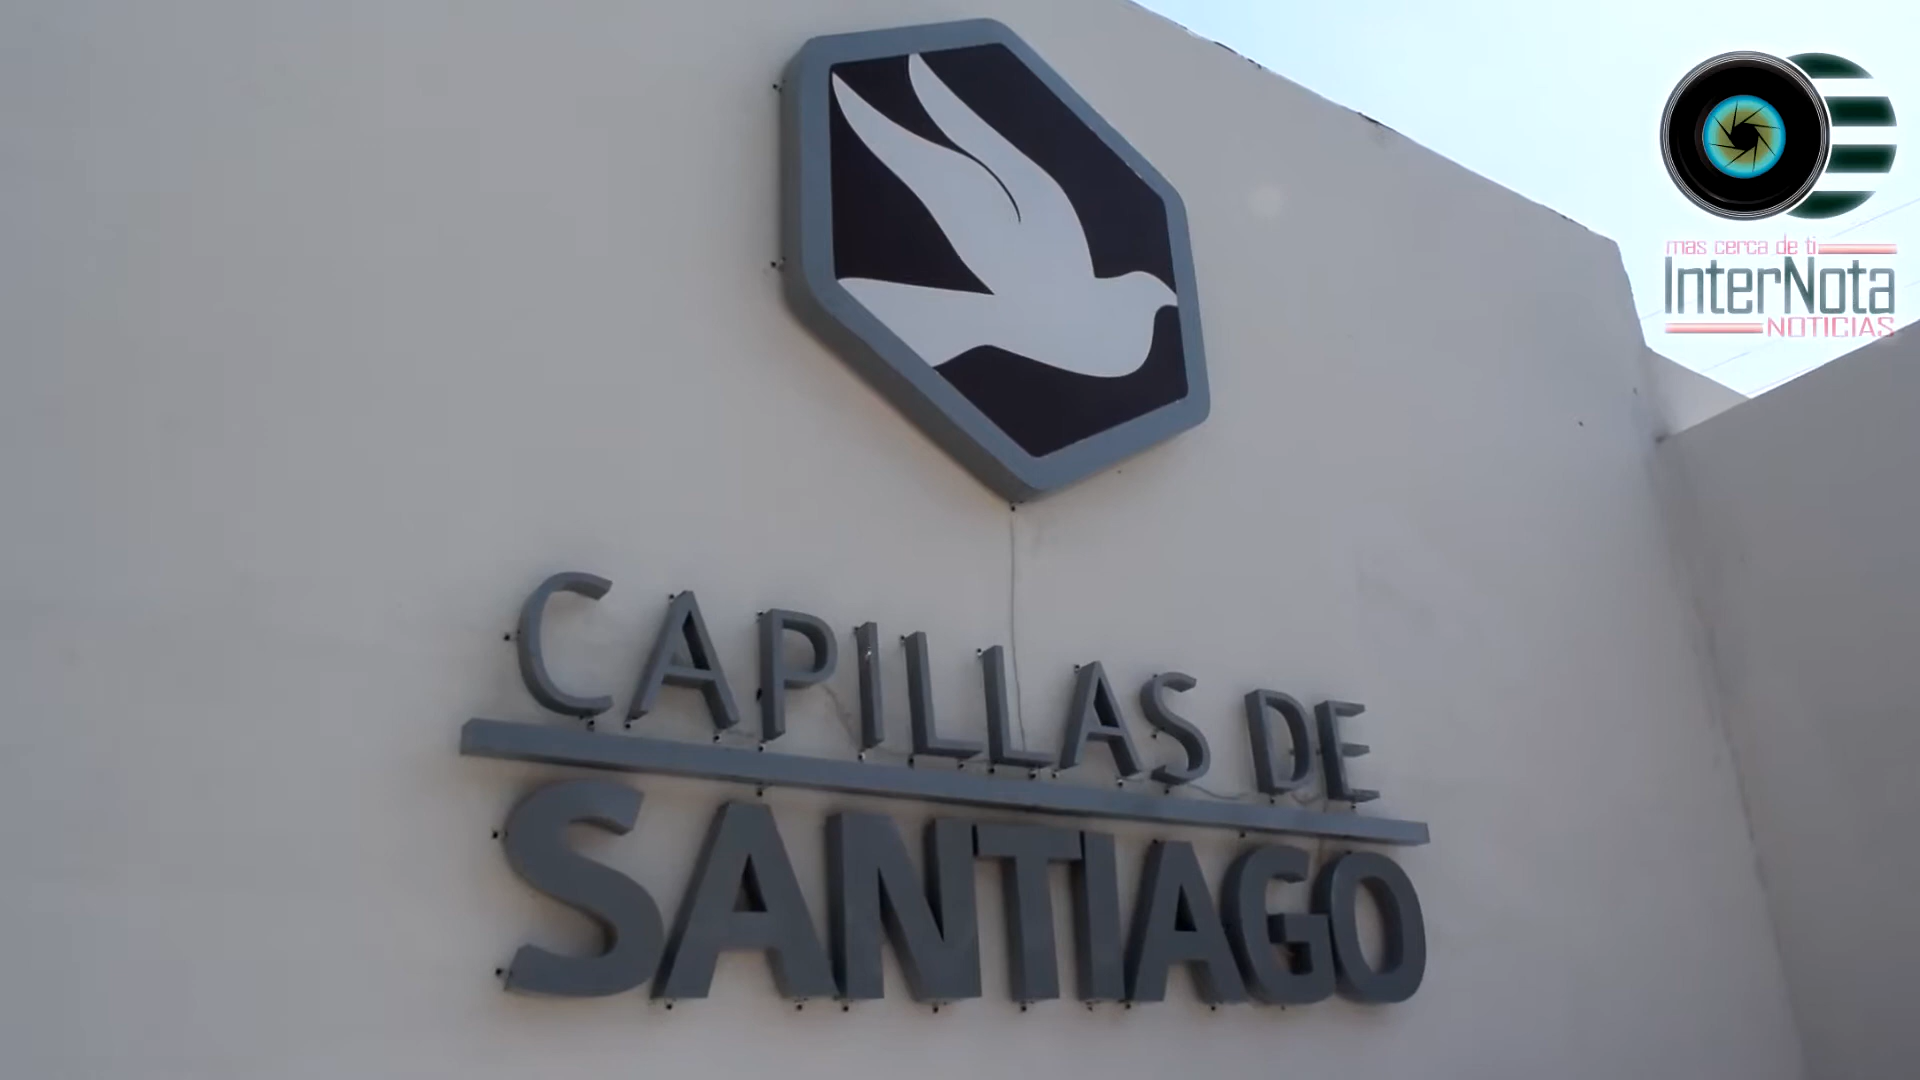 mas cerca de ti
InterNota
NOTICIAS
CAPILLAS DE
SANTIAGO